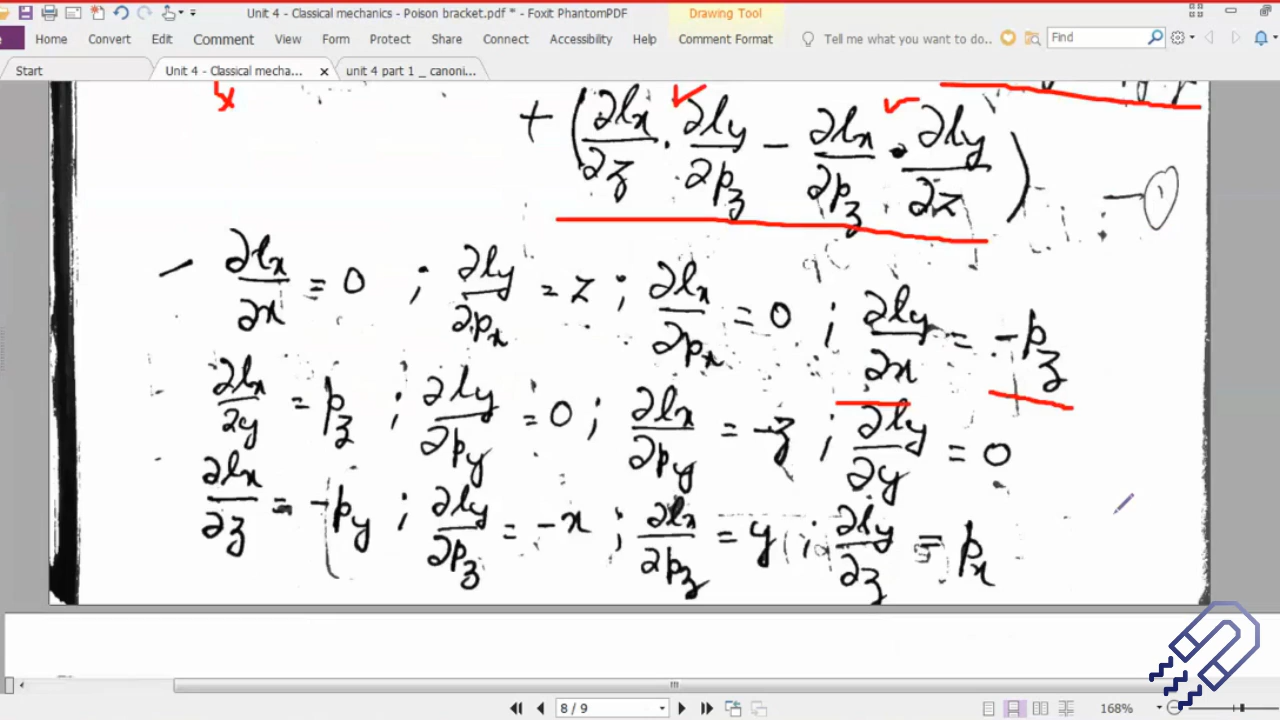 Unit 4 - Classical mechanics - Poison bracket.pdf * - Foxit PhantomPDF
Drawing Tool
Home Convert Edit Comment View Form Protect Share Connect Accessibility Help Comment Format Tell me what you want to do.. Find
Start Unit 4 - Classical mecha... × unit 4 part 1 _ canoni...
x
+ (∂lx/∂z · ∂ly/∂pz − ∂lx/∂pz · ∂ly/∂z) — ①
∂lx/∂x = 0 ; ∂ly/∂px = z ; ∂lx/∂px = 0 ; ∂ly/∂x = -pz
∂lx/∂y = pz ; ∂ly/∂py = 0 ; ∂lx/∂py = -z ; ∂ly/∂y = 0
∂lx/∂z = -py ; ∂ly/∂pz = -x ; ∂lx/∂pz = y ; ∂ly/∂z = px
8 / 9
168%